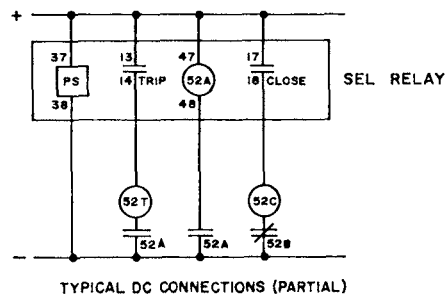 +
37 13 47 17
PS 14 TRIP 52A 18 CLOSE SEL RELAY
38 48
52T 52C
52A 52A 52B
−
TYPICAL DC CONNECTIONS (PARTIAL)